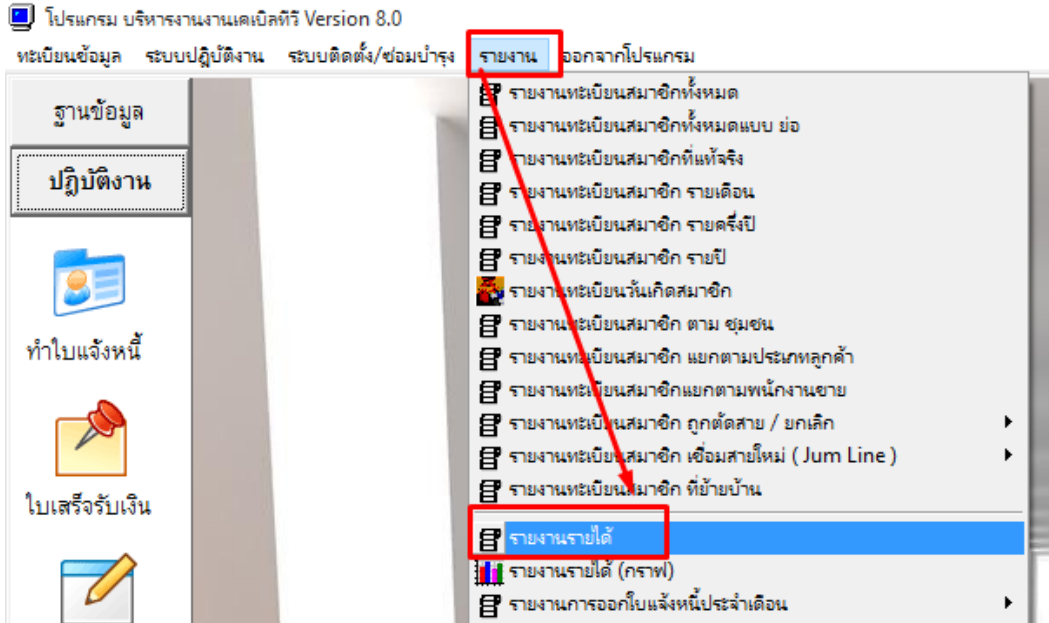 โปรแกรม บริหารงานงานเคเบิลทีวี Version 8.0
ทะเบียนข้อมูล ระบบปฏิบัติงาน ระบบติดตั้ง/ซ่อมบำรุง รายงาน ออกจากโปรแกรม
ฐานข้อมูล
ปฏิบัติงาน
ทำใบแจ้งหนี้
ใบเสร็จรับเงิน
รายงานทะเบียนสมาชิกทั้งหมด
รายงานทะเบียนสมาชิกทั้งหมดแบบ ย่อ
รายงานทะเบียนสมาชิกที่แท้จริง
รายงานทะเบียนสมาชิก รายเดือน
รายงานทะเบียนสมาชิก รายครึ่งปี
รายงานทะเบียนสมาชิก รายปี
รายงานทะเบียนวันเกิดสมาชิก
รายงานทะเบียนสมาชิก ตาม ชุมชน
รายงานทะเบียนสมาชิก แยกตามประเภทลูกค้า
รายงานทะเบียนสมาชิกแยกตามพนักงานขาย
รายงานทะเบียนสมาชิก ถูกตัดสาย / ยกเลิก
รายงานทะเบียนสมาชิก เชื่อมสายใหม่ ( Jum Line )
รายงานทะเบียนสมาชิก ที่ย้ายบ้าน
รายงานรายได้
รายงานรายได้ (กราฟ)
รายงานการออกใบแจ้งหนี้ประจำเดือน